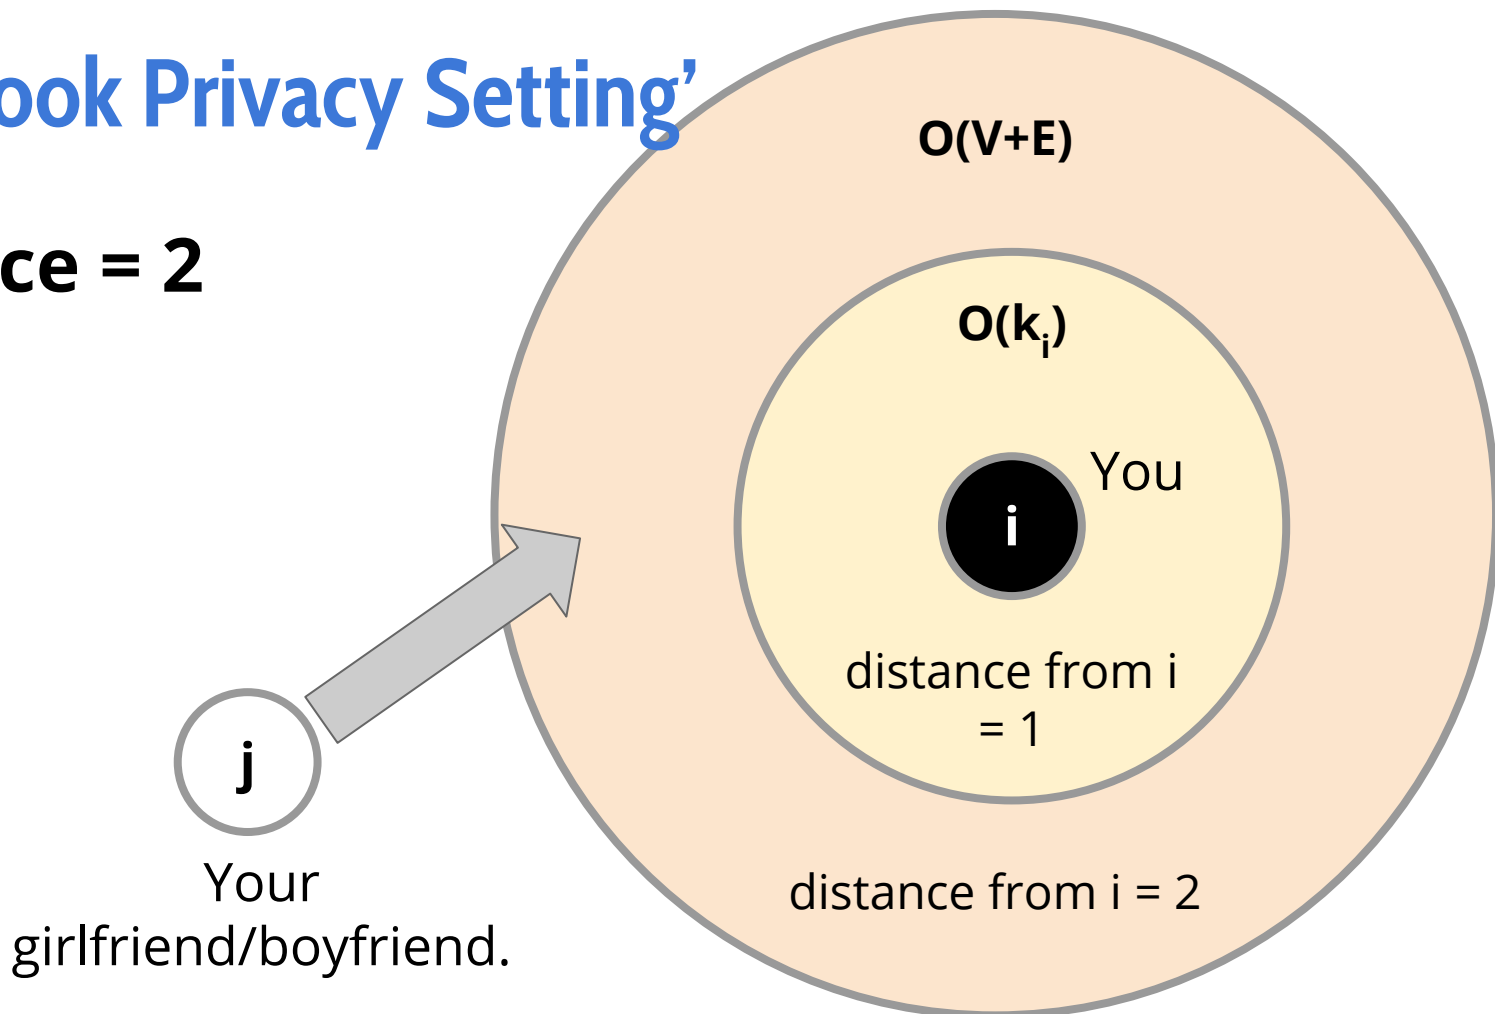 ook Privacy Setting’
O(V+E)
ce = 2
O(ki)
You
i
distance from i
= 1
j
Your
girlfriend/boyfriend.
distance from i = 2